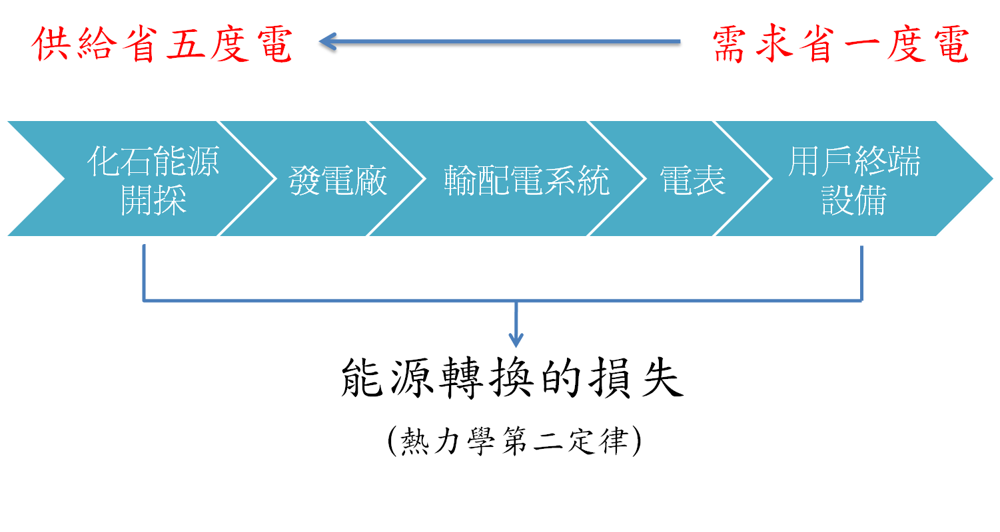 供給省五度電
需求省一度電
化石能源
開採
發電廠
輸配電系統
電表
用戶終端
設備
能源轉換的損失
(熱力學第二定律)